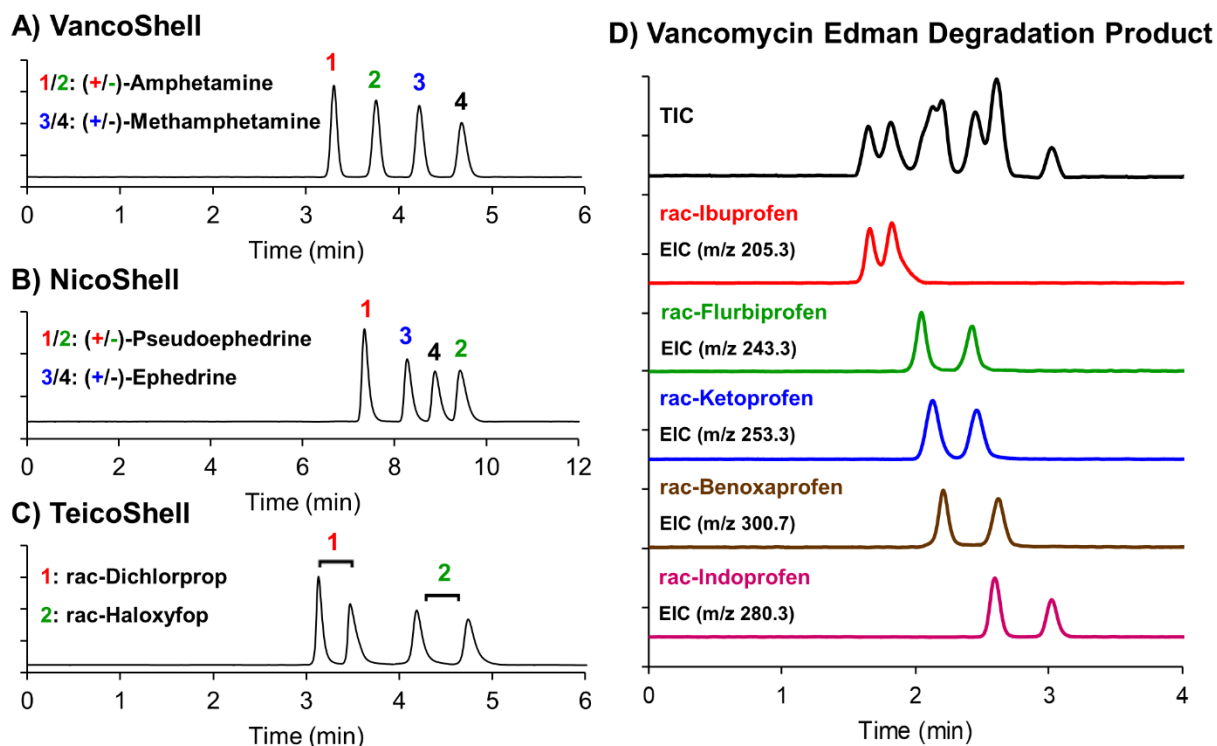 A) VancoShell
1 2 3 4
1/2: (+/-)-Amphetamine
3/4: (+/-)-Methamphetamine
0 1 2 3 4 5 6
Time (min)
B) NicoShell
1 3 4 2
1/2: (+/-)-Pseudoephedrine
3/4: (+/-)-Ephedrine
0 2 4 6 8 10 12
Time (min)
C) TeicoShell
1 2
1: rac-Dichlorprop
2: rac-Haloxyfop
0 1 2 3 4 5 6
Time (min)
D) Vancomycin Edman Degradation Product
TIC
rac-Ibuprofen
EIC (m/z 205.3)
rac-Flurbiprofen
EIC (m/z 243.3)
rac-Ketoprofen
EIC (m/z 253.3)
rac-Benoxaprofen
EIC (m/z 300.7)
rac-Indoprofen
EIC (m/z 280.3)
0 1 2 3 4
Time (min)